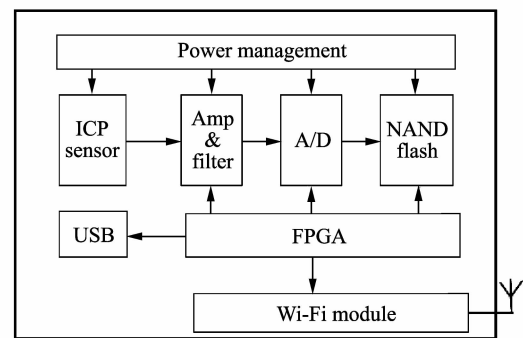 Power management
ICP
sensor
Amp
&
filter
A/D
NAND
flash
USB
FPGA
Wi-Fi module